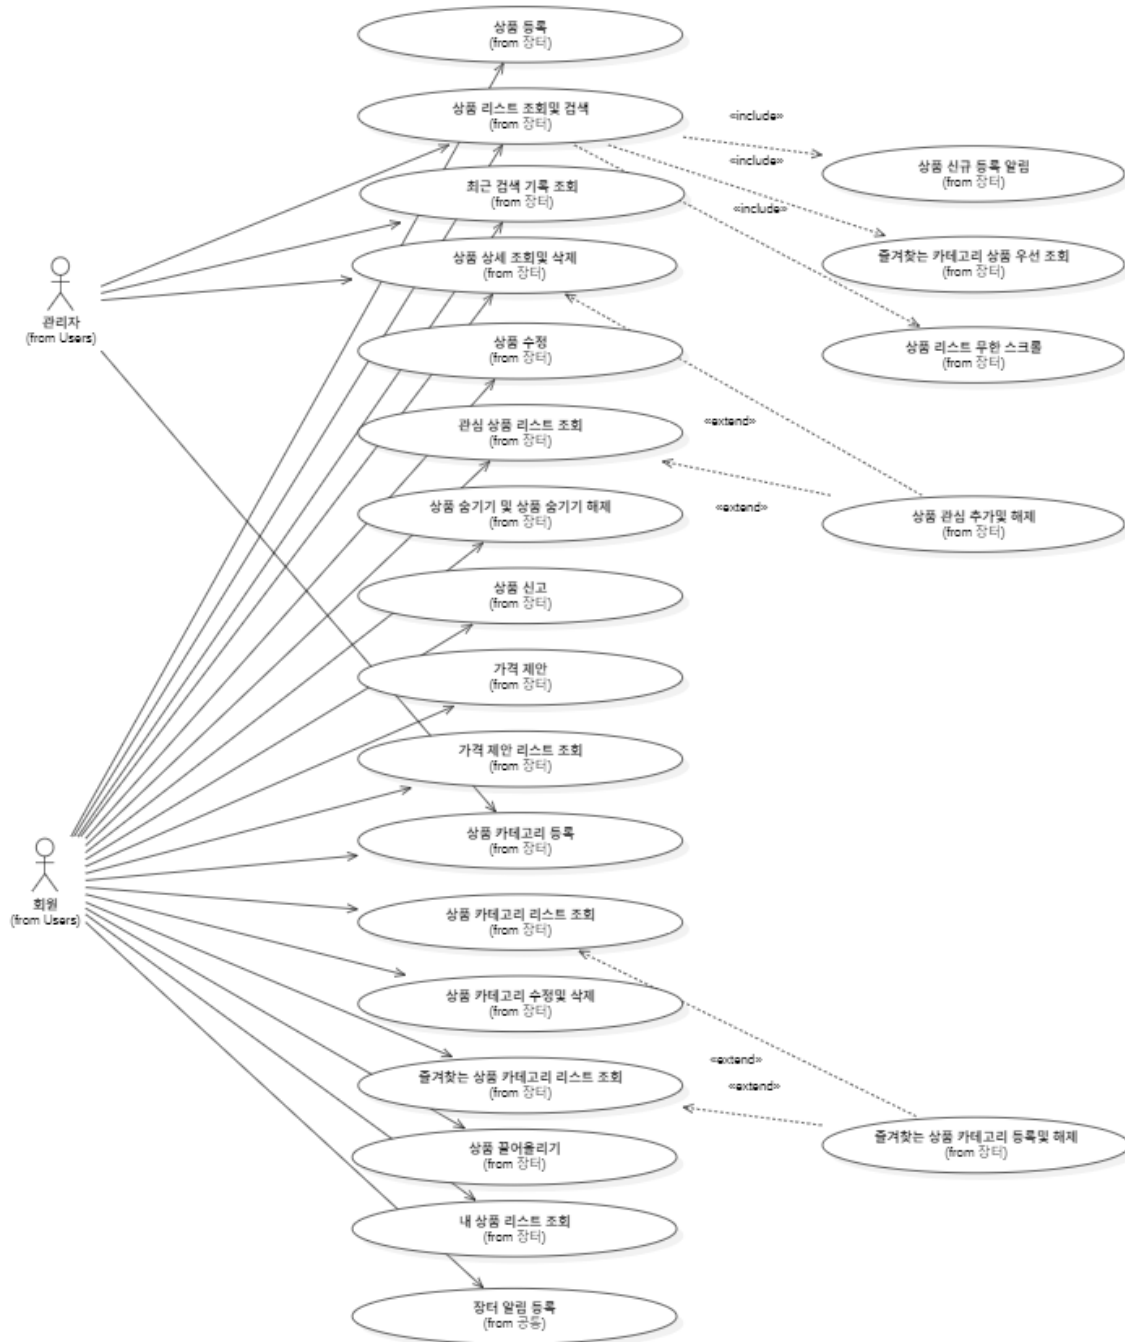 상품 등록
(from 장터)
상품 리스트 조회및 검색
(from 장터)
«include»
«include»
상품 신규 등록 알림
(from 장터)
최근 검색 기록 조회
(from 장터)
«include»
상품 상세 조회및 삭제
(from 장터)
즐겨찾는 카테고리 상품 우선 조회
(from 장터)
관리자
(from Users)
상품 수정
(from 장터)
상품 리스트 무한 스크롤
(from 장터)
관심 상품 리스트 조회
(from 장터)
«extend»
상품 숨기기 및 상품 숨기기 해제
(from 장터)
«extend»
상품 관심 추가및 해제
(from 장터)
상품 신고
(from 장터)
가격 제안
(from 장터)
가격 제안 리스트 조회
(from 장터)
상품 카테고리 등록
(from 장터)
회원
(from Users)
상품 카테고리 리스트 조회
(from 장터)
상품 카테고리 수정및 삭제
(from 장터)
«extend»
«extend»
즐겨찾는 상품 카테고리 리스트 조회
(from 장터)
즐겨찾는 상품 카테고리 등록및 해제
(from 장터)
상품 끌어올리기
(from 장터)
내 상품 리스트 조회
(from 장터)
장터 알림 등록
(from 공통)